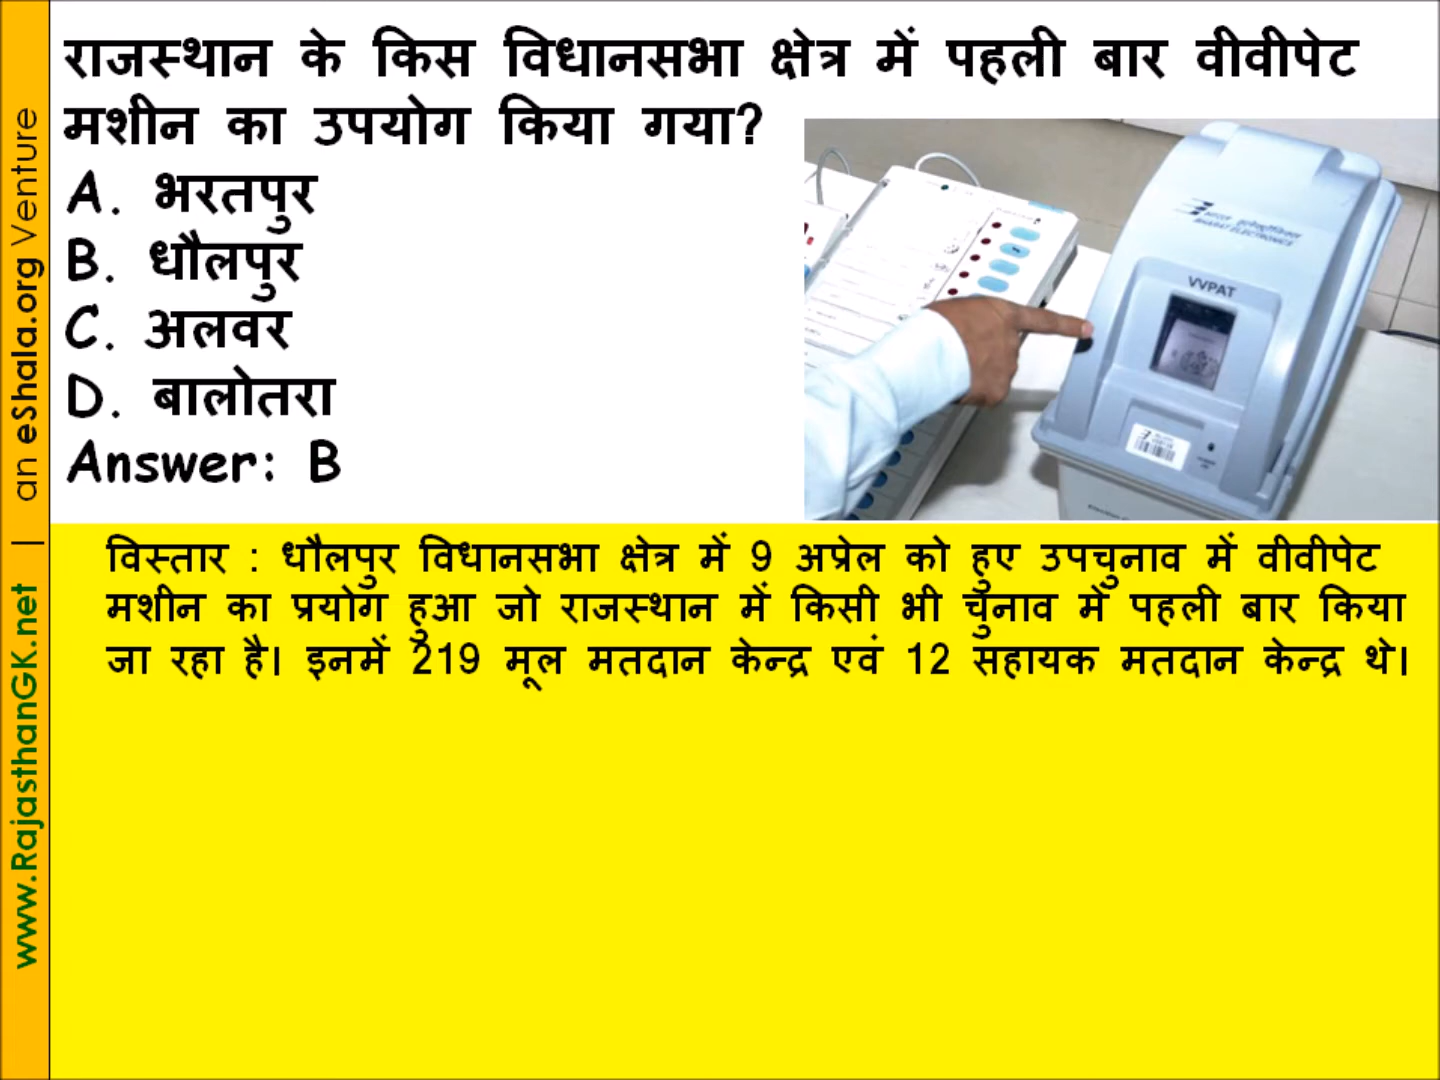 राजस्थान के किस विधानसभा क्षेत्र में पहली बार वीवीपेट
मशीन का उपयोग किया गया?
A. भरतपुर
B. धौलपुर
C. अलवर
D. बालोतरा
Answer: B
VVPAT
विस्तार : धौलपुर विधानसभा क्षेत्र में 9 अप्रेल को हुए उपचुनाव में वीवीपेट
मशीन का प्रयोग हुआ जो राजस्थान में किसी भी चुनाव में पहली बार किया
जा रहा है। इनमें 219 मूल मतदान केन्द्र एवं 12 सहायक मतदान केन्द्र थे।
www.RajasthanGK.net | an eShala.org Venture